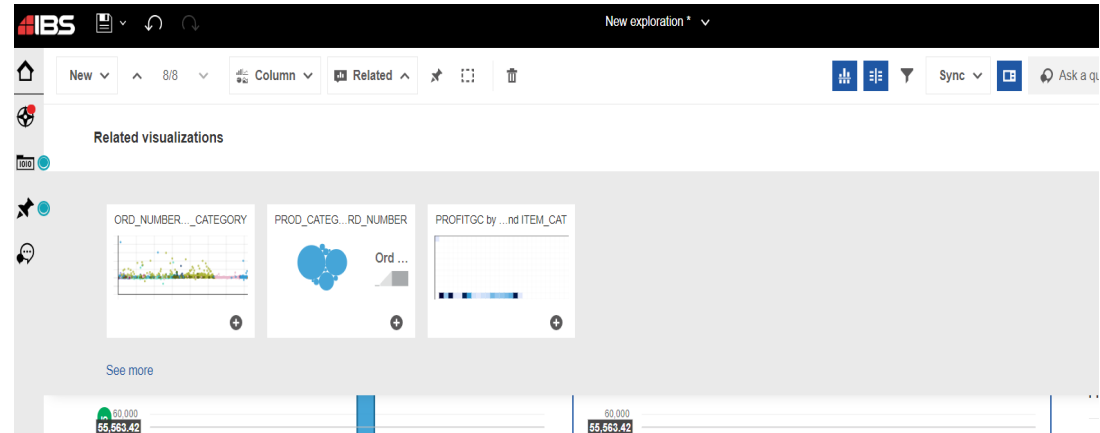 IBS
New exploration *
New
8/8
Column
Related
Sync
Ask a qu
Related visualizations
1010
ORD_NUMBER..._CATEGORY
PROD_CATEG...RD_NUMBER
PROFITGC by ...nd ITEM_CAT
Ord ...
See more
60,000
55,563.42
60,000
55,563.42